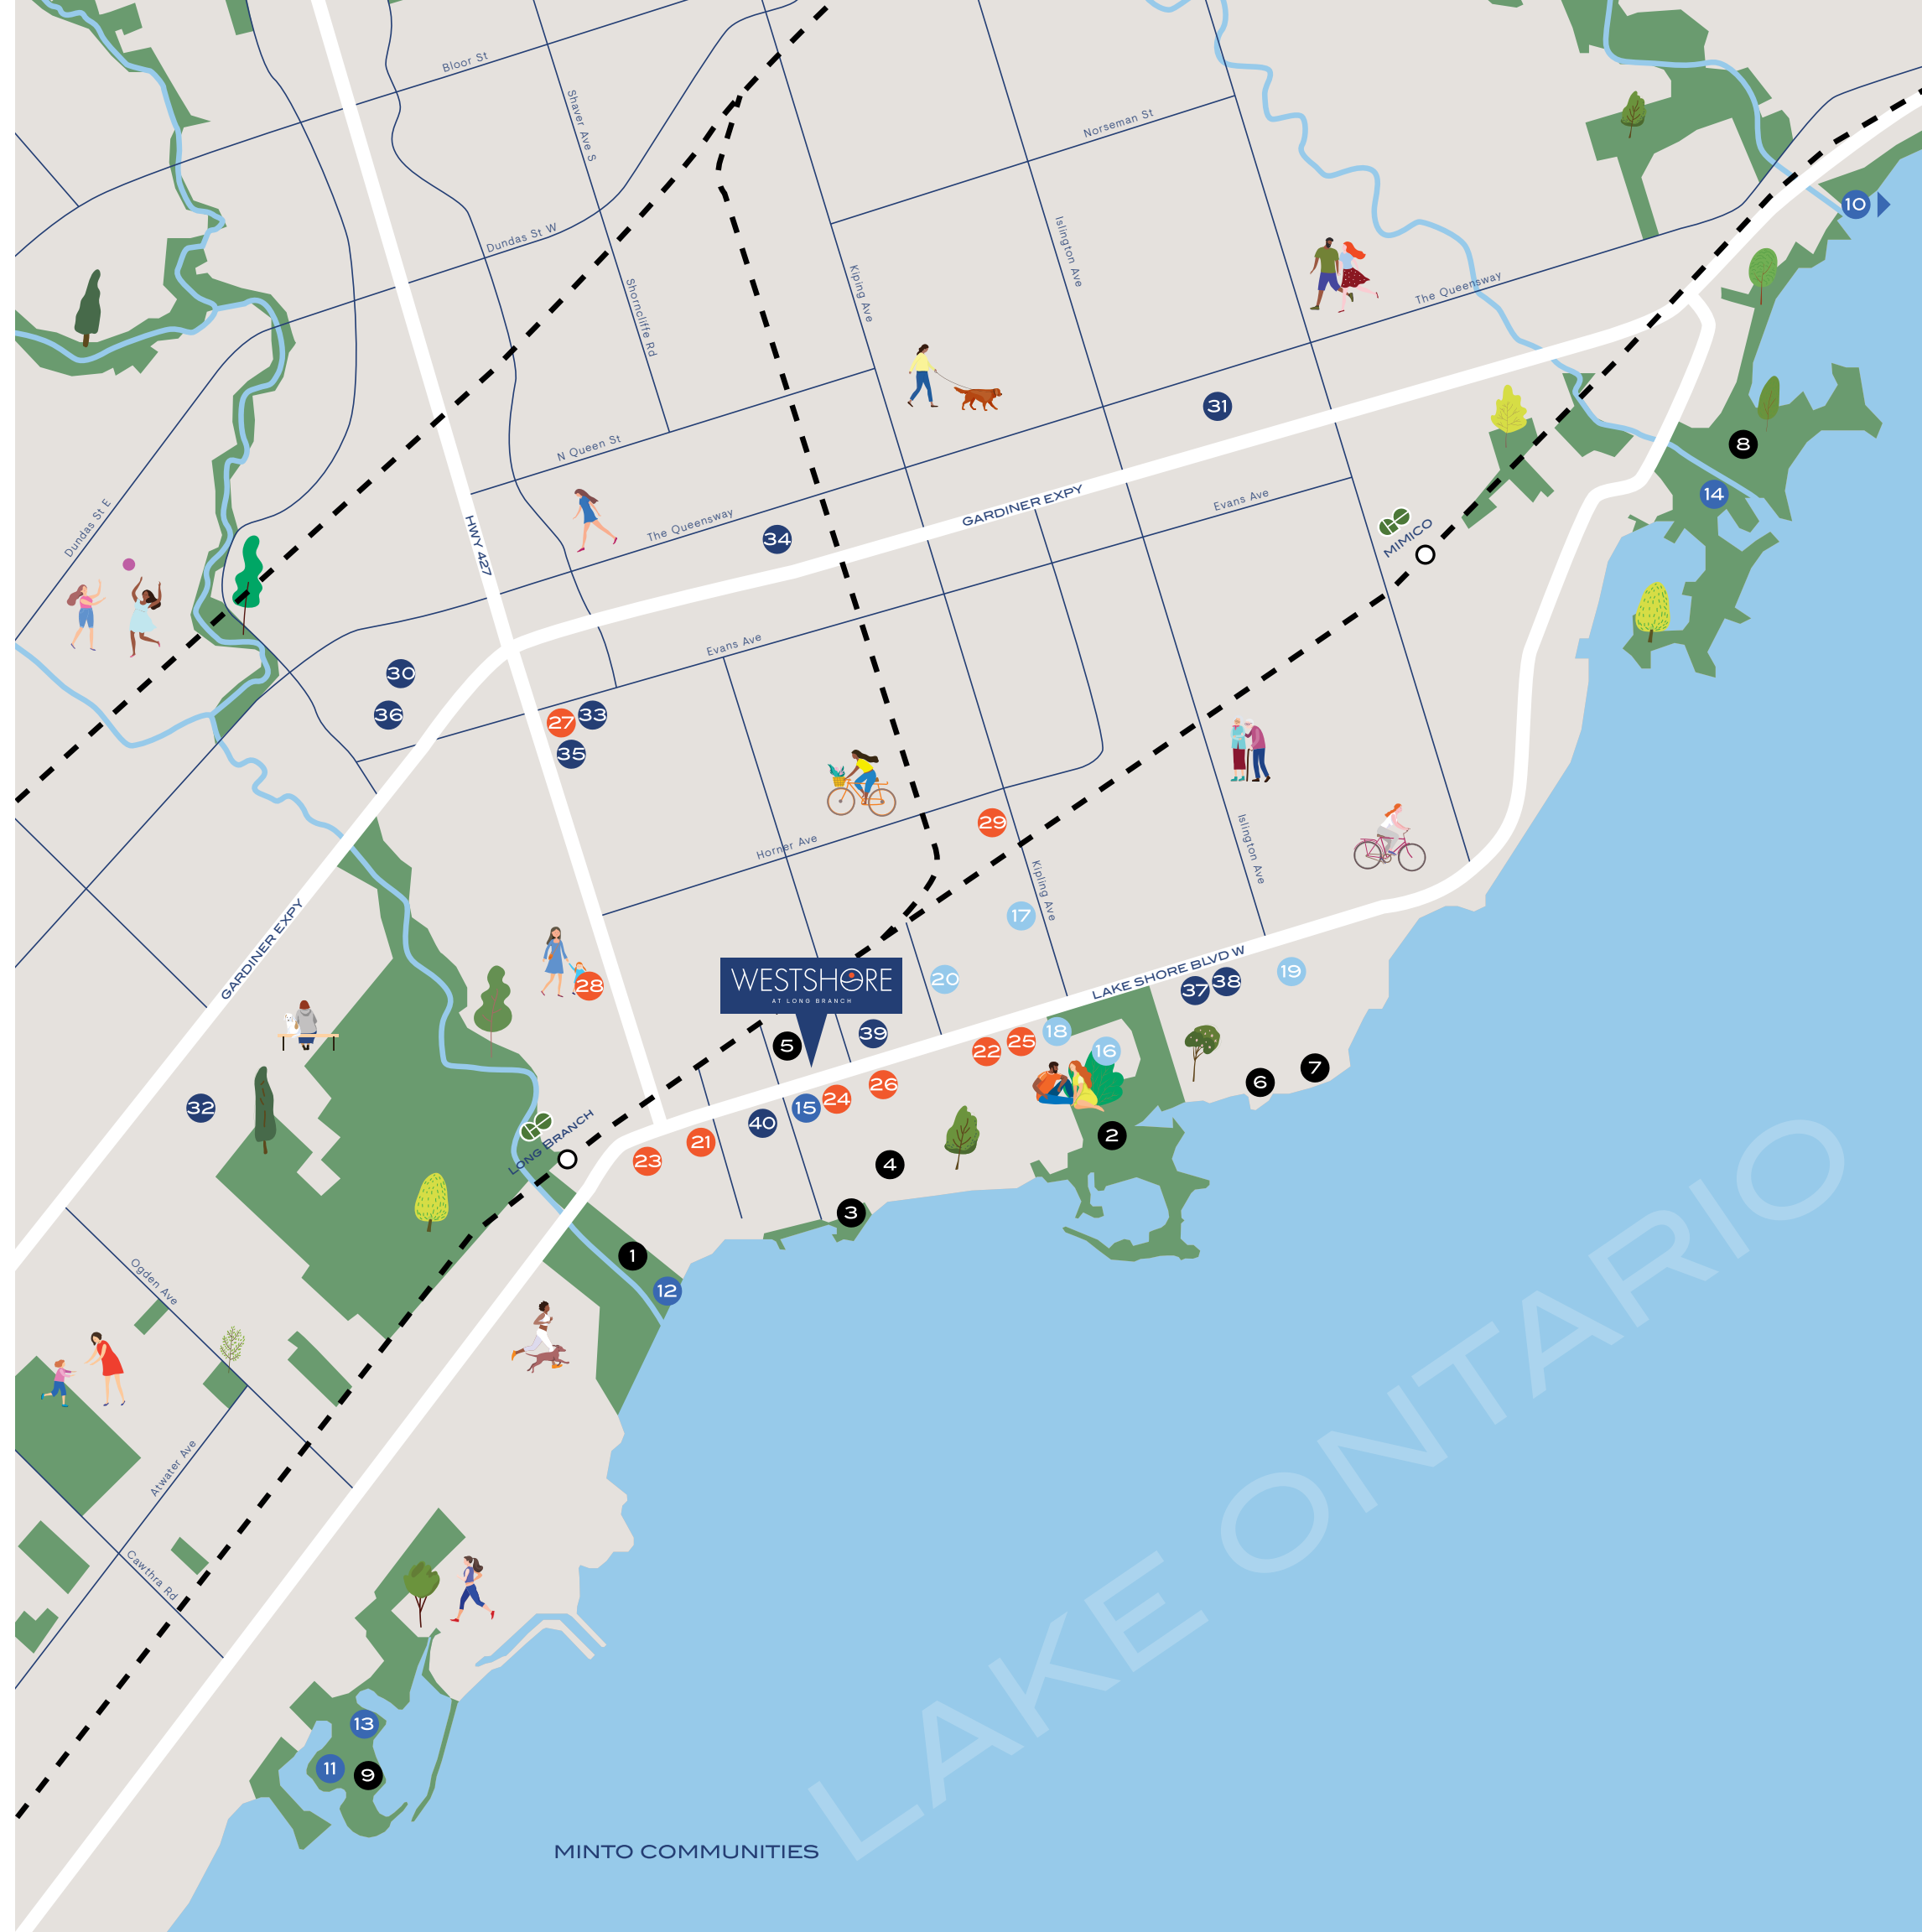 Bloor St
Shaver Ave S
Norseman St
10
Dundas St W
Islington Ave
Kiping Ave
Shorncliffe Rd
The Queensway
31
8
N Queen St
14
GARDINER EXPY
Evans Ave
The Queensway
34
Dundas St E
HWY 427
MIMICO
Evans Ave
30
36
27
33
35
29
Horner Ave
Islington Ave
Kipling Ave
17
GARDINER EXPY
28
WESTSHORE
AT LONG BRANCH
20
LAKE SHORE BLVD W
37
38
19
5
39
22
25
18
16
7
6
26
24
15
40
32
LONG BRANCH
21
23
2
4
3
1
12
Ogden Ave
Atwater Ave
Cawthra Rd
LAKE ONTARIO
13
11
9
MINTO COMMUNITIES